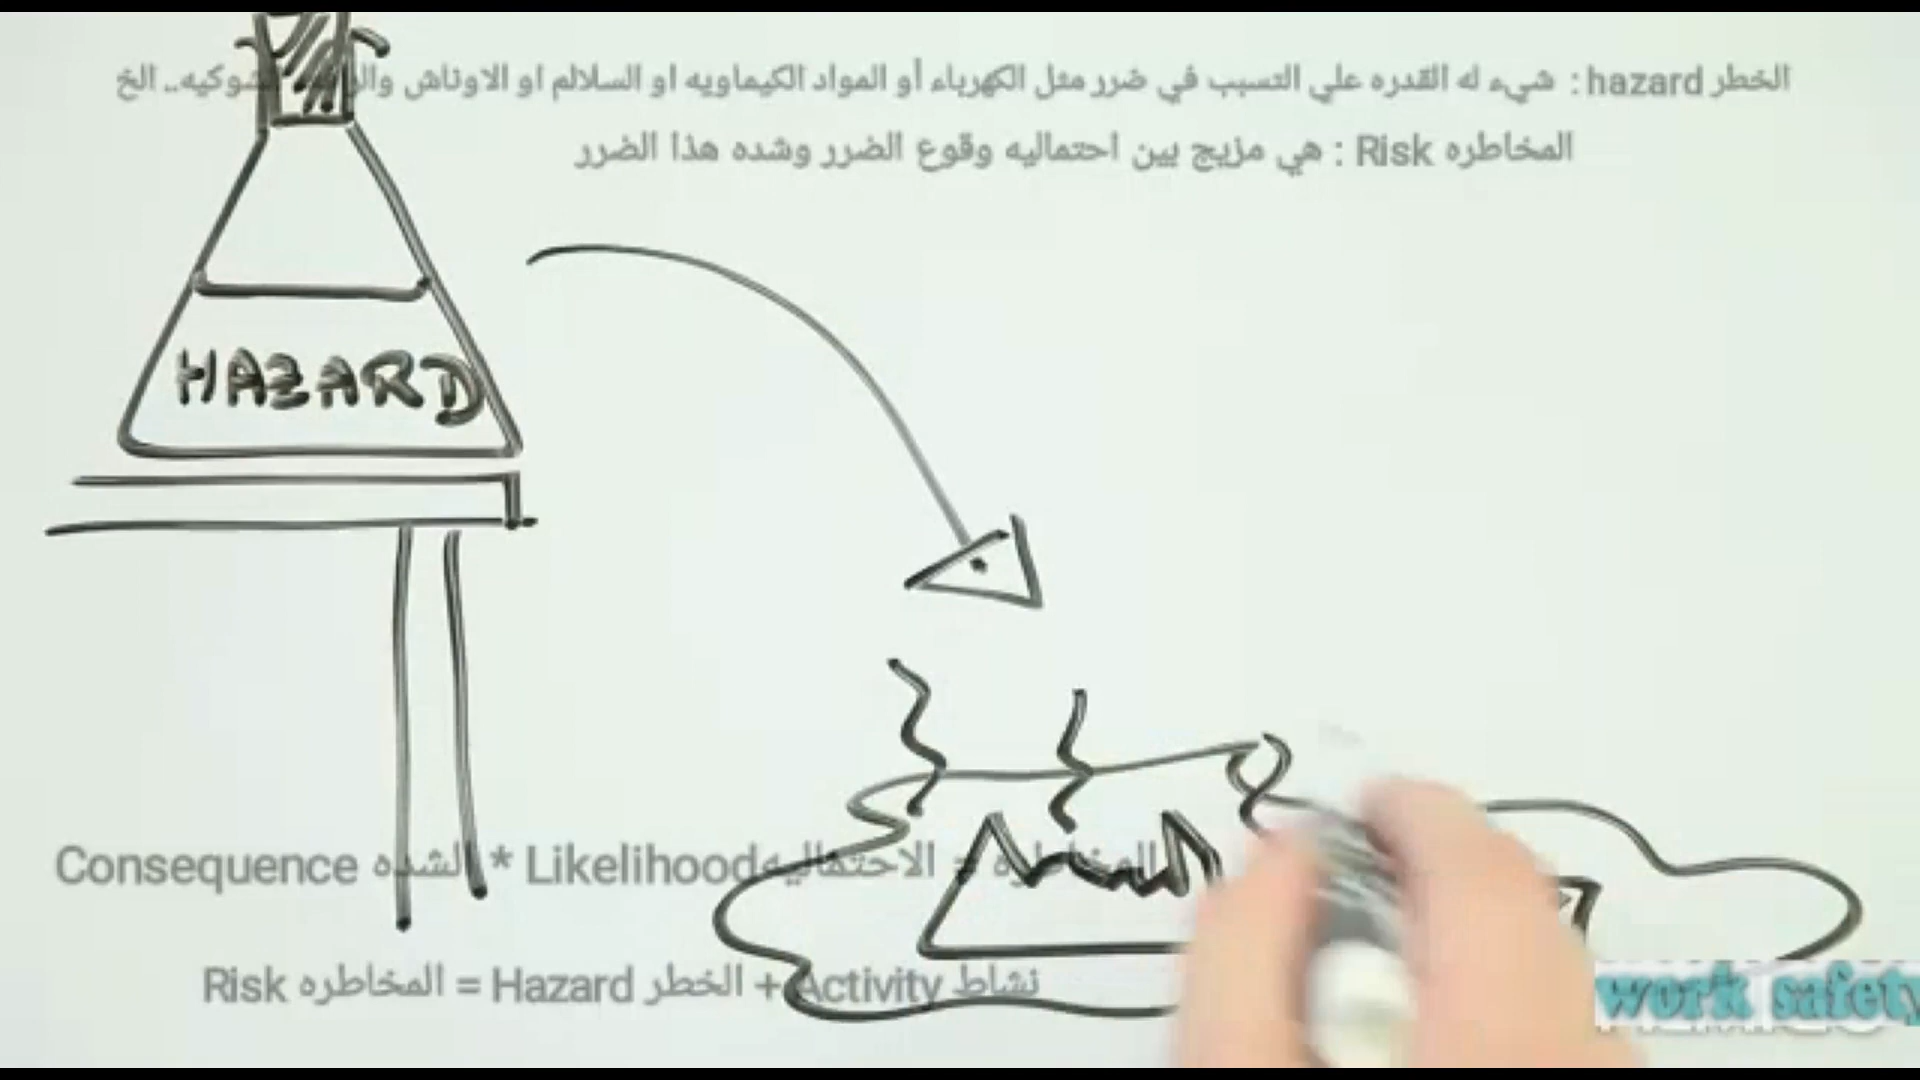 الخطر hazard : شيء له القدره علي التسبب في ضرر مثل الكهرباء أو المواد الكيماويه او السلالم او الاوناش الشوكيه.. الخ
المخاطره Risk : هي مزيج بين احتماليه وقوع الضرر وشده هذا الضرر
HAZARD
المخاطره = الاحتماليه Likelihood * الشده Consequence
Risk المخاطره = Hazard الخطر + Activity نشاط
work safety